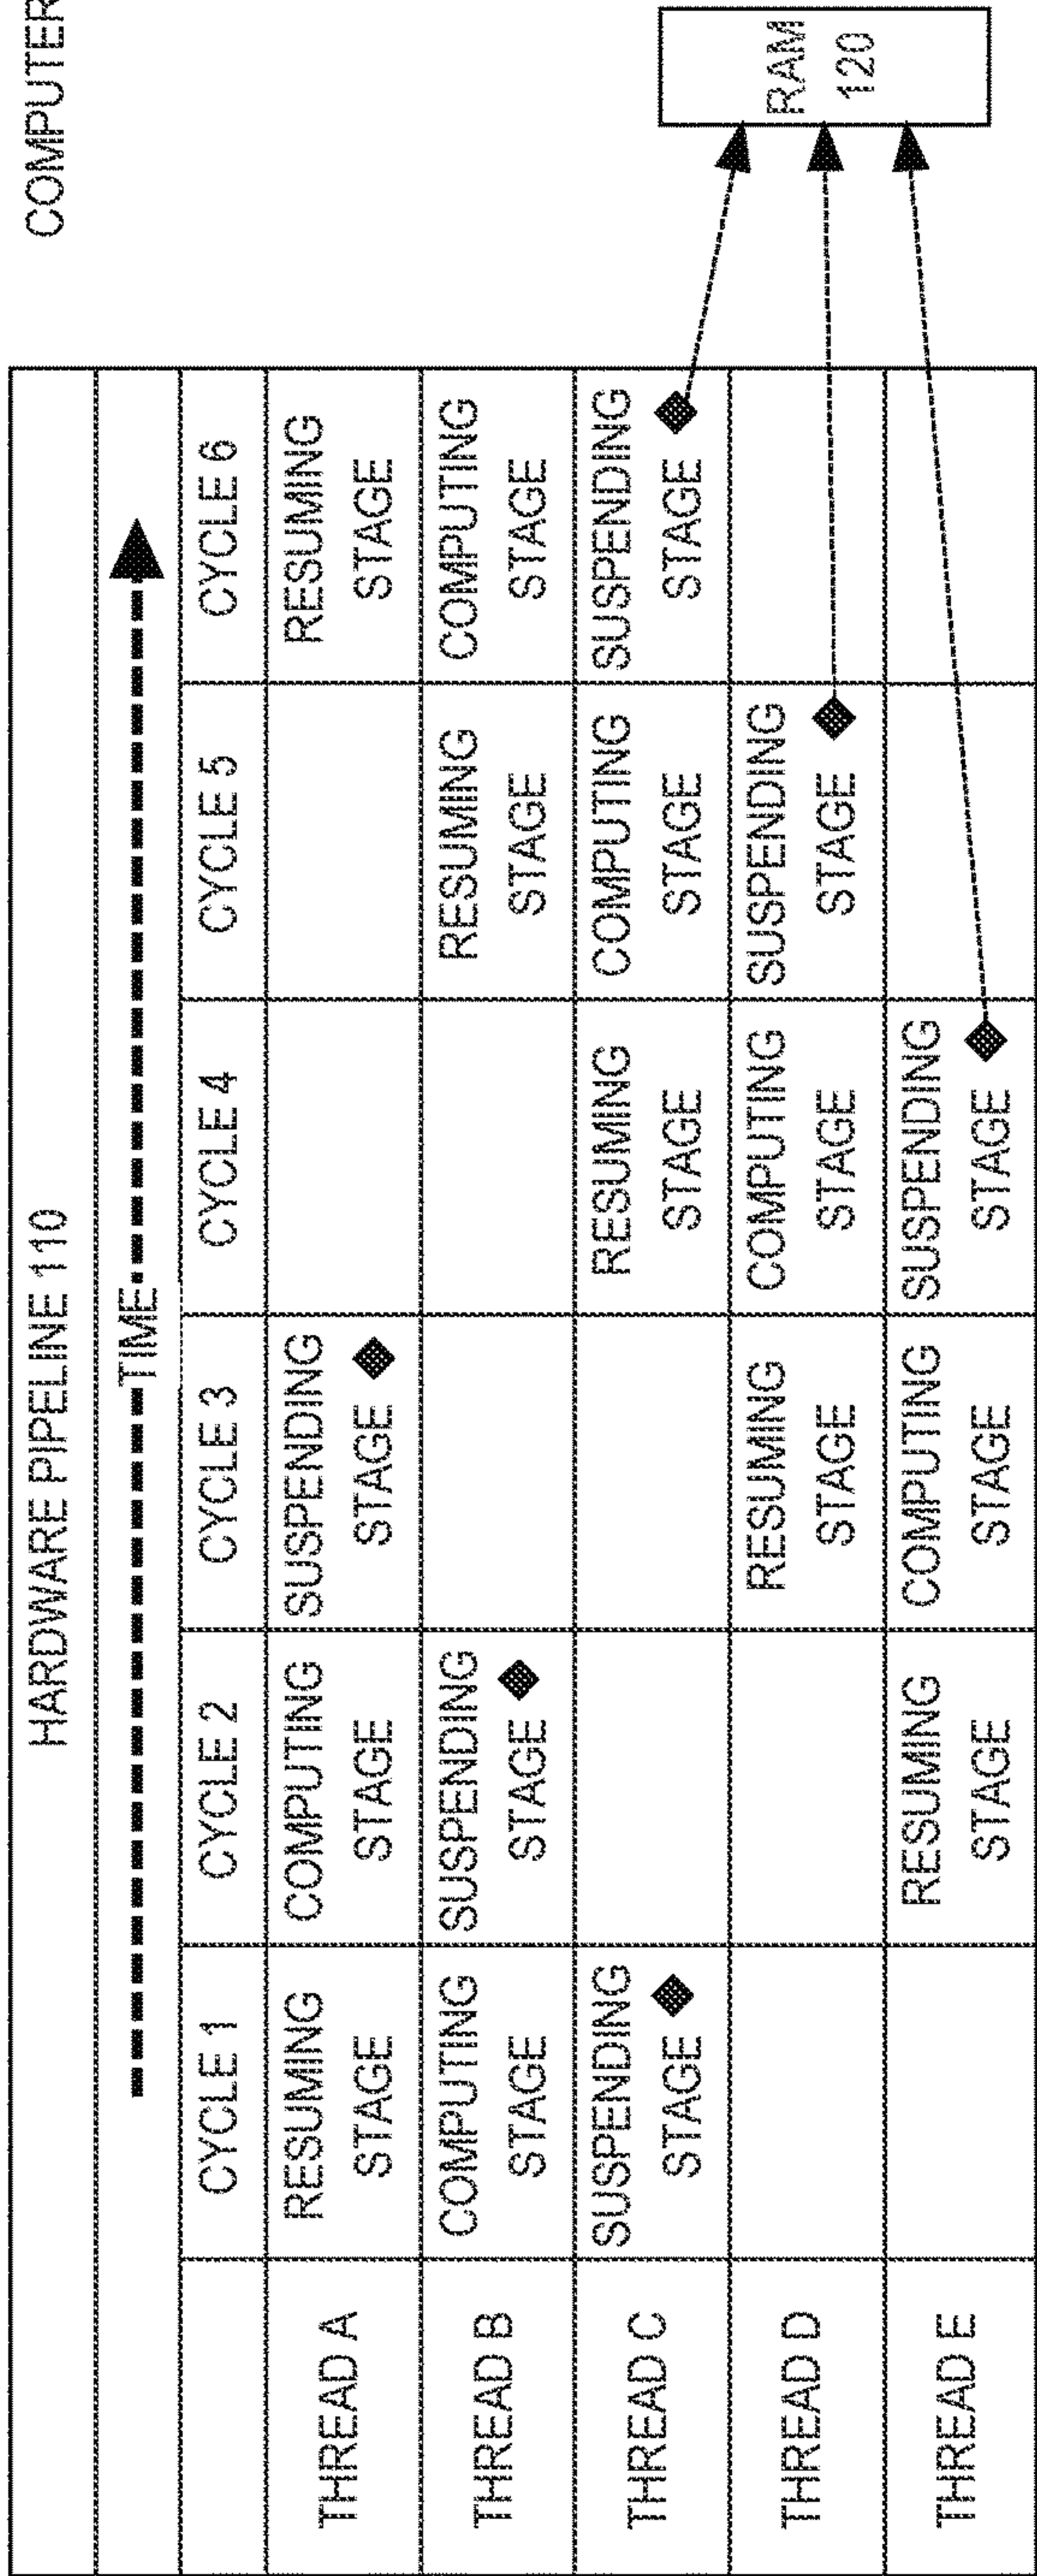 COMPUTER
HARDWARE PIPELINE 110
TIME
CYCLE 1 CYCLE 2 CYCLE 3 CYCLE 4 CYCLE 5 CYCLE 6
THREAD A
RESUMING
STAGE
COMPUTING
STAGE
SUSPENDING
STAGE
RESUMING
STAGE
THREAD B
COMPUTING
STAGE
SUSPENDING
STAGE
RESUMING
STAGE
COMPUTING
STAGE
THREAD C
SUSPENDING
STAGE
RESUMING
STAGE
COMPUTING
STAGE
SUSPENDING
STAGE
THREAD D
RESUMING
STAGE
COMPUTING
STAGE
SUSPENDING
STAGE
THREAD E
RESUMING
STAGE
COMPUTING
STAGE
SUSPENDING
STAGE
RAM
120